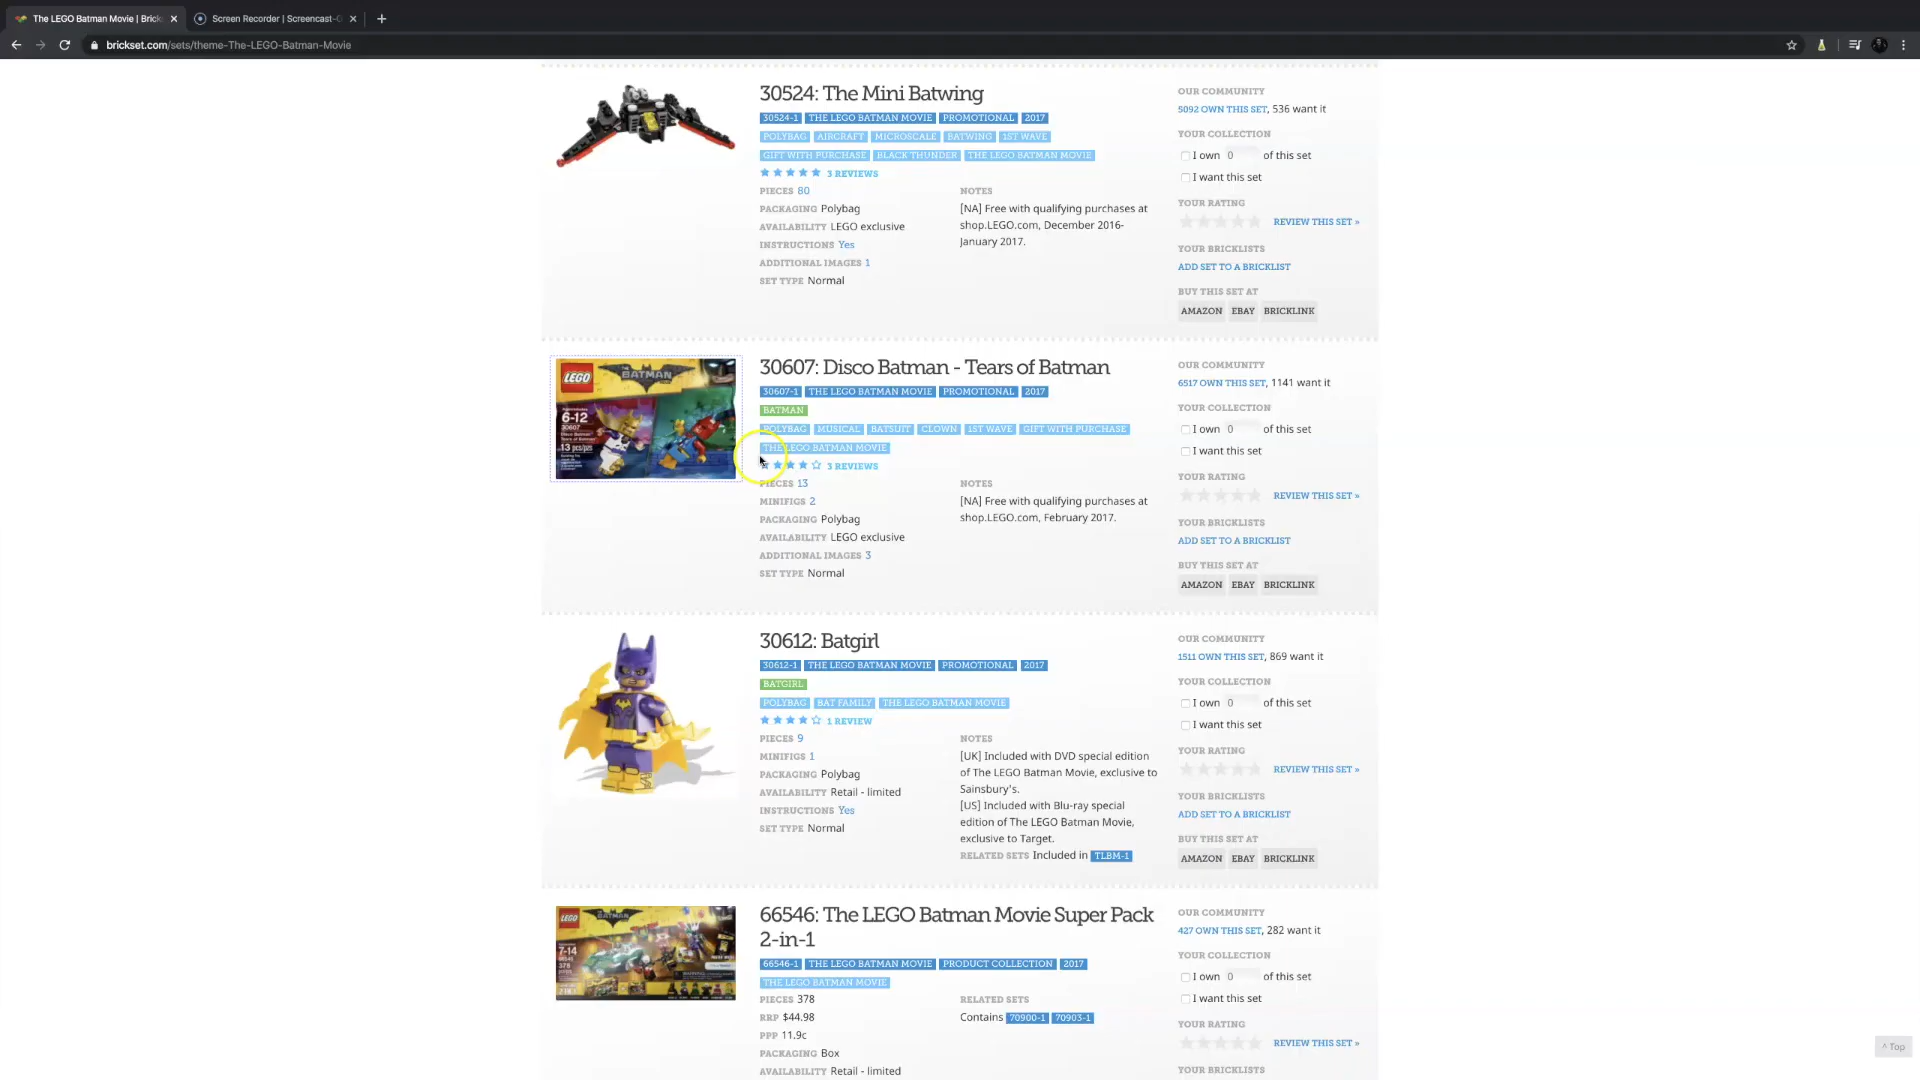 The LEGO Batman Movie | Brick
Screen Recorder | Screencast-O
brickset.com/sets/theme-The-LEGO-Batman-Movie
30524: The Mini Batwing
30524-1 THE LEGO BATMAN MOVIE PROMOTIONAL 2017
POLYBAG AIRCRAFT MICROSCALE BATWING 1ST WAVE
GIFT WITH PURCHASE BLACK THUNDER THE LEGO BATMAN MOVIE
3 REVIEWS
PIECES 80
PACKAGING Polybag
AVAILABILITY LEGO exclusive
INSTRUCTIONS Yes
ADDITIONAL IMAGES 1
SET TYPE Normal
NOTES
[NA] Free with qualifying purchases at
shop.LEGO.com, December 2016-
January 2017.
OUR COMMUNITY
5092 OWN THIS SET, 536 want it
YOUR COLLECTION
I own 0 of this set
I want this set
YOUR RATING
REVIEW THIS SET »
YOUR BRICKLISTS
ADD SET TO A BRICKLIST
BUY THIS SET AT
AMAZON EBAY BRICKLINK
LEGO
BATMAN
6-12
30607
13 pcs/pzs
30607: Disco Batman - Tears of Batman
30607-1 THE LEGO BATMAN MOVIE PROMOTIONAL 2017
BATMAN
POLYBAG MUSICAL BATSUIT CLOWN 1ST WAVE GIFT WITH PURCHASE
THE LEGO BATMAN MOVIE
3 REVIEWS
PIECES 13
MINIFIGS 2
PACKAGING Polybag
AVAILABILITY LEGO exclusive
ADDITIONAL IMAGES 3
SET TYPE Normal
NOTES
[NA] Free with qualifying purchases at
shop.LEGO.com, February 2017.
OUR COMMUNITY
6517 OWN THIS SET, 1141 want it
YOUR COLLECTION
I own 0 of this set
I want this set
YOUR RATING
REVIEW THIS SET »
YOUR BRICKLISTS
ADD SET TO A BRICKLIST
BUY THIS SET AT
AMAZON EBAY BRICKLINK
30612: Batgirl
30612-1 THE LEGO BATMAN MOVIE PROMOTIONAL 2017
BATGIRL
POLYBAG BAT FAMILY THE LEGO BATMAN MOVIE
1 REVIEW
PIECES 9
MINIFIGS 1
PACKAGING Polybag
AVAILABILITY Retail - limited
INSTRUCTIONS Yes
SET TYPE Normal
NOTES
[UK] Included with DVD special edition
of The LEGO Batman Movie, exclusive to
Sainsbury's.
[US] Included with Blu-ray special
edition of The LEGO Batman Movie,
exclusive to Target.
RELATED SETS Included in TLBM-1
OUR COMMUNITY
1511 OWN THIS SET, 869 want it
YOUR COLLECTION
I own 0 of this set
I want this set
YOUR RATING
REVIEW THIS SET »
YOUR BRICKLISTS
ADD SET TO A BRICKLIST
BUY THIS SET AT
AMAZON EBAY BRICKLINK
LEGO
BATMAN
7-14
66546
378
66546: The LEGO Batman Movie Super Pack
2-in-1
66546-1 THE LEGO BATMAN MOVIE PRODUCT COLLECTION 2017
THE LEGO BATMAN MOVIE
PIECES 378
RRP $44.98
PPP 11.9c
PACKAGING Box
AVAILABILITY Retail - limited
RELATED SETS
Contains 70900-1 70903-1
OUR COMMUNITY
427 OWN THIS SET, 282 want it
YOUR COLLECTION
I own 0 of this set
I want this set
YOUR RATING
REVIEW THIS SET »
YOUR BRICKLISTS
^ Top